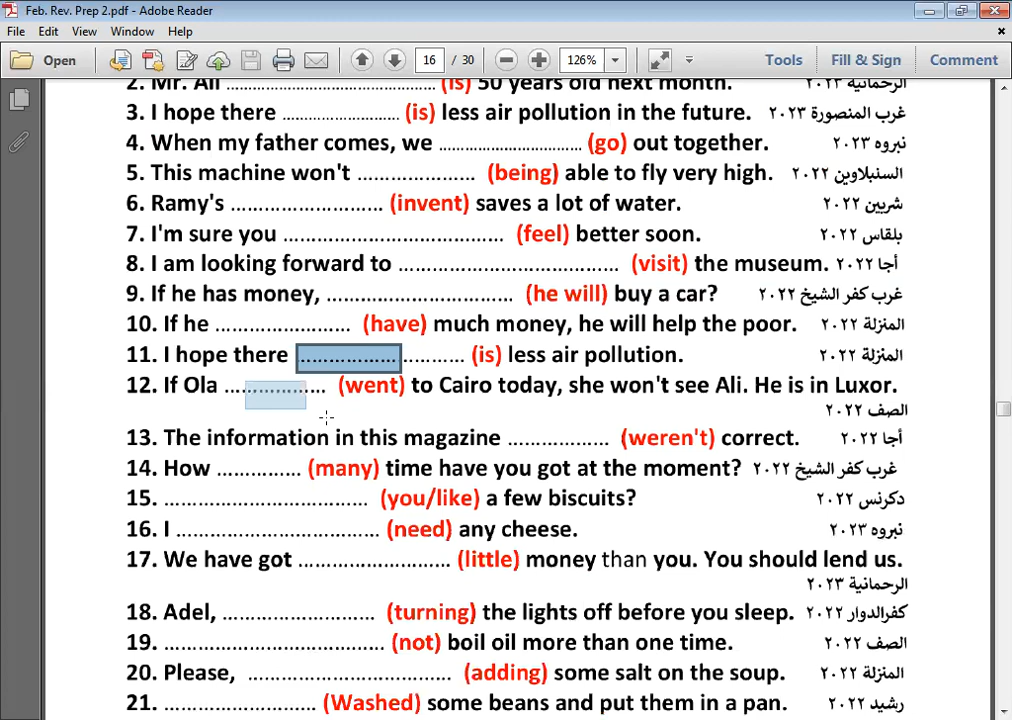 Feb. Rev. Prep 2.pdf - Adobe Reader
File Edit View Window Help
Open 16 / 30 126% Tools Fill & Sign Comment
2. Mr. Ali ........................................ (is) 50 years old next month. الرحمانية ٢٠٢٣
3. I hope there .......................... (is) less air pollution in the future. غرب المنصورة ٢٠٢٣
4. When my father comes, we ................................ (go) out together. نبروه ٢٠٢٣
5. This machine won't ...................... (being) able to fly very high. السنبلاوين ٢٠٢٢
6. Ramy's ............................ (invent) saves a lot of water. شربين ٢٠٢٢
7. I'm sure you ........................................ (feel) better soon. بلقاس ٢٠٢٢
8. I am looking forward to ........................................ (visit) the museum. أجا ٢٠٢٢
9. If he has money, .................................. (he will) buy a car? غرب كفر الشيخ ٢٠٢٢
10. If he ......................... (have) much money, he will help the poor. المنزلة ٢٠٢٢
11. I hope there .............................. (is) less air pollution. المنزلة ٢٠٢٢
12. If Ola ................... (went) to Cairo today, she won't see Ali. He is in Luxor.
الصف ٢٠٢٢
13. The information in this magazine .................. (weren't) correct. أجا ٢٠٢٢
14. How ............... (many) time have you got at the moment? غرب كفر الشيخ ٢٠٢٢
15. ..................................... (you/like) a few biscuits? دكرنس ٢٠٢٢
16. I ..................................... (need) any cheese. نبروه ٢٠٢٣
17. We have got ........................... (little) money than you. You should lend us.
الرحمانية ٢٠٢٣
18. Adel, ........................... (turning) the lights off before you sleep. كفرالدوار ٢٠٢٢
19. ........................................ (not) boil oil more than one time. الصف ٢٠٢٢
20. Please, ..................................... (adding) some salt on the soup. المنزلة ٢٠٢٢
21. ........................... (Washed) some beans and put them in a pan. رشيد ٢٠٢٢